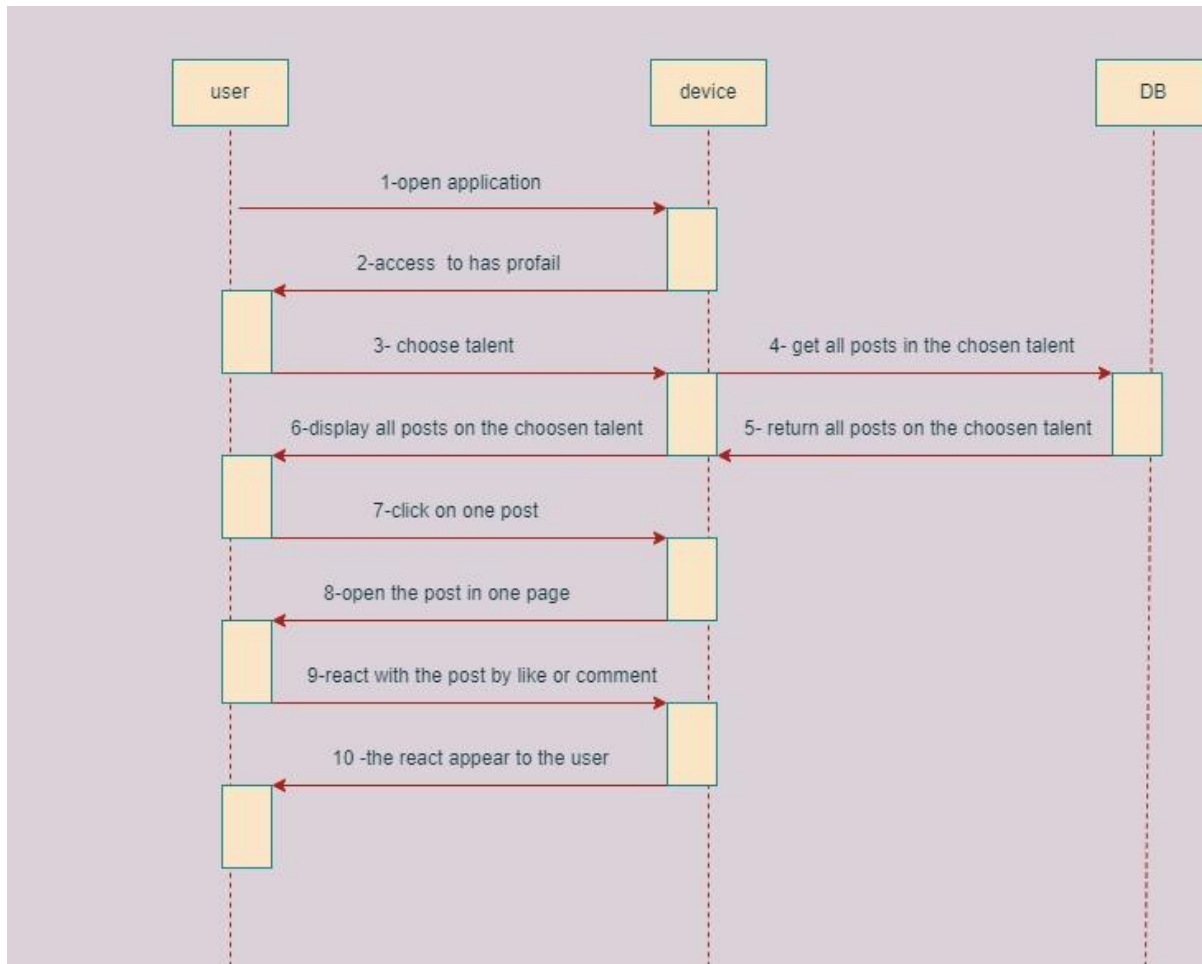 user
device
DB
1-open application
2-access to has profail
3- choose talent
4- get all posts in the chosen talent
6-display all posts on the choosen talent
5- return all posts on the choosen talent
7-click on one post
8-open the post in one page
9-react with the post by like or comment
10 -the react appear to the user